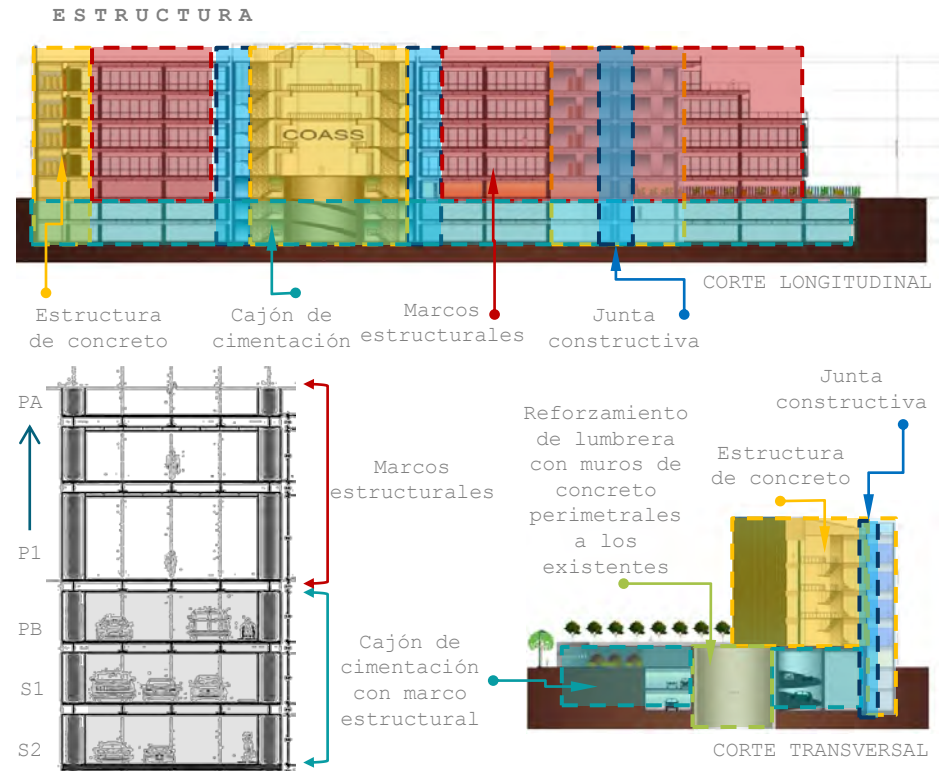 ESTRUCTURA
COASS
CORTE LONGITUDINAL
Estructura
de concreto
Cajón de
cimentación
Marcos
estructurales
Junta
constructiva
PA
P1
PB
S1
S2
Marcos
estructurales
Cajón de
cimentación
con marco
estructural
Reforzamiento
de lumbrera
con muros de
concreto
perimetrales
a los
existentes
Estructura
de concreto
Junta
constructiva
CORTE TRANSVERSAL